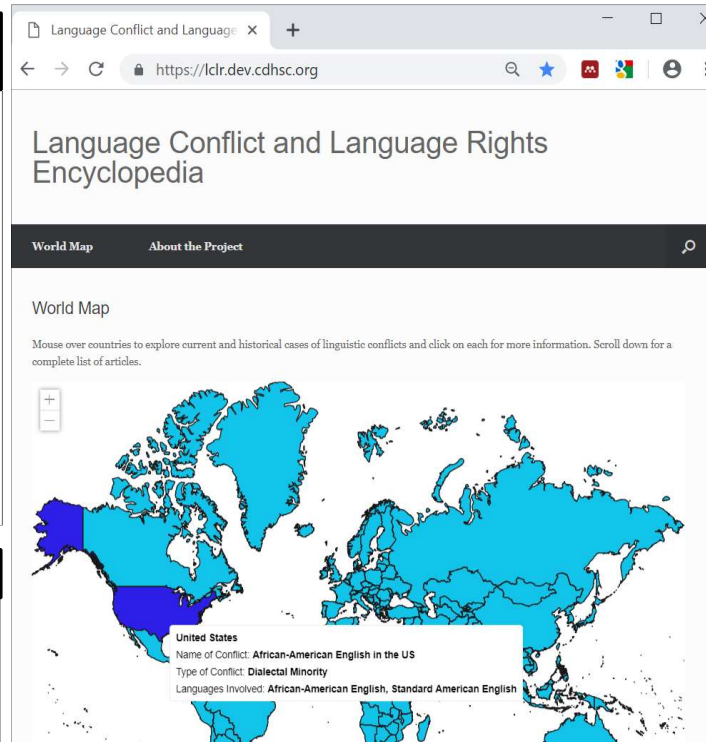 Language Conflict and Language
https://lclr.dev.cdhsc.org
Language Conflict and Language Rights
Encyclopedia
World Map About the Project
World Map
Mouse over countries to explore current and historical cases of linguistic conflicts and click on each for more information. Scroll down for a
complete list of articles.
United States
Name of Conflict: African-American English in the US
Type of Conflict: Dialectal Minority
Languages Involved: African-American English, Standard American English